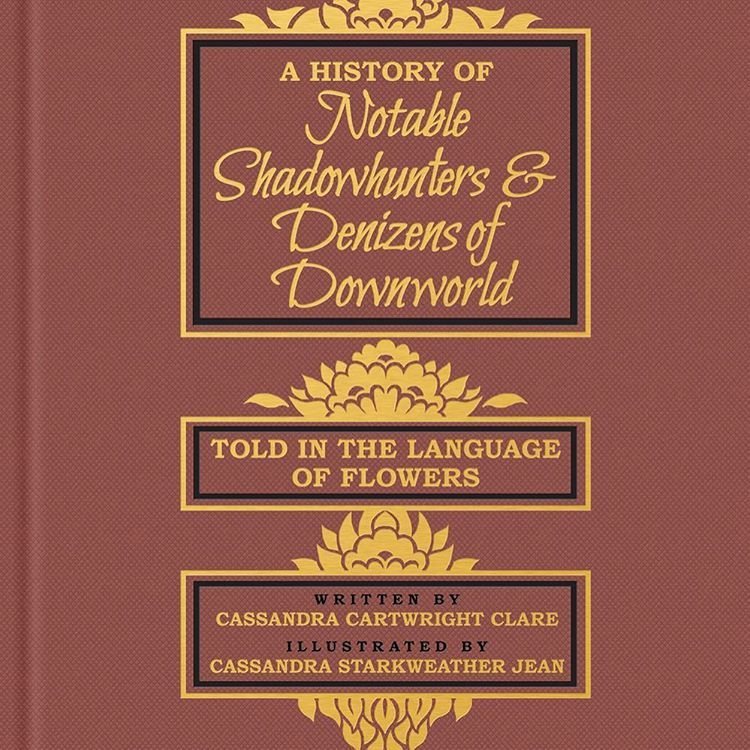 A HISTORY OF
Notable
Shadowhunters &
Denizens of
Downworld
TOLD IN THE LANGUAGE
OF FLOWERS
WRITTEN BY
CASSANDRA CARTWRIGHT CLARE
ILLUSTRATED BY
CASSANDRA STARKWEATHER JEAN